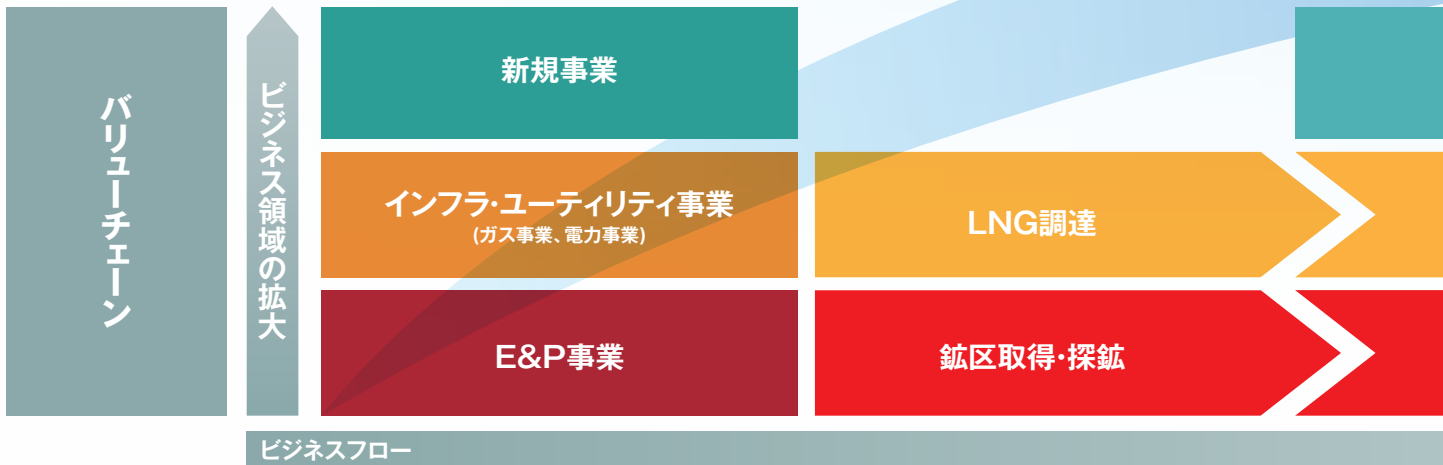 バリューチェーン
ビジネス領域の拡大
新規事業
インフラ・ユーティリティ事業
(ガス事業、電力事業)
LNG調達
E&P事業
鉱区取得・探鉱
ビジネスフロー